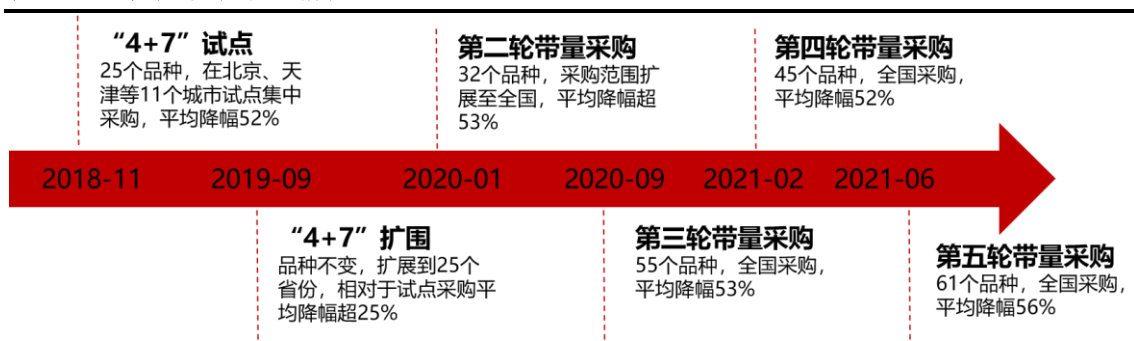 “4+7”试点
25个品种，在北京、天
津等11个城市试点集中
采购，平均降幅52%
第二轮带量采购
32个品种，采购范围扩
展至全国，平均降幅超
53%
第四轮带量采购
45个品种，全国采购，
平均降幅52%
2018-11
2019-09
2020-01
2020-09
2021-02
2021-06
“4+7”扩围
品种不变，扩展到25个
省份，相对于试点采购平
均降幅超25%
第三轮带量采购
55个品种，全国采购，
平均降幅53%
第五轮带量采购
61个品种，全国采购，
平均降幅56%